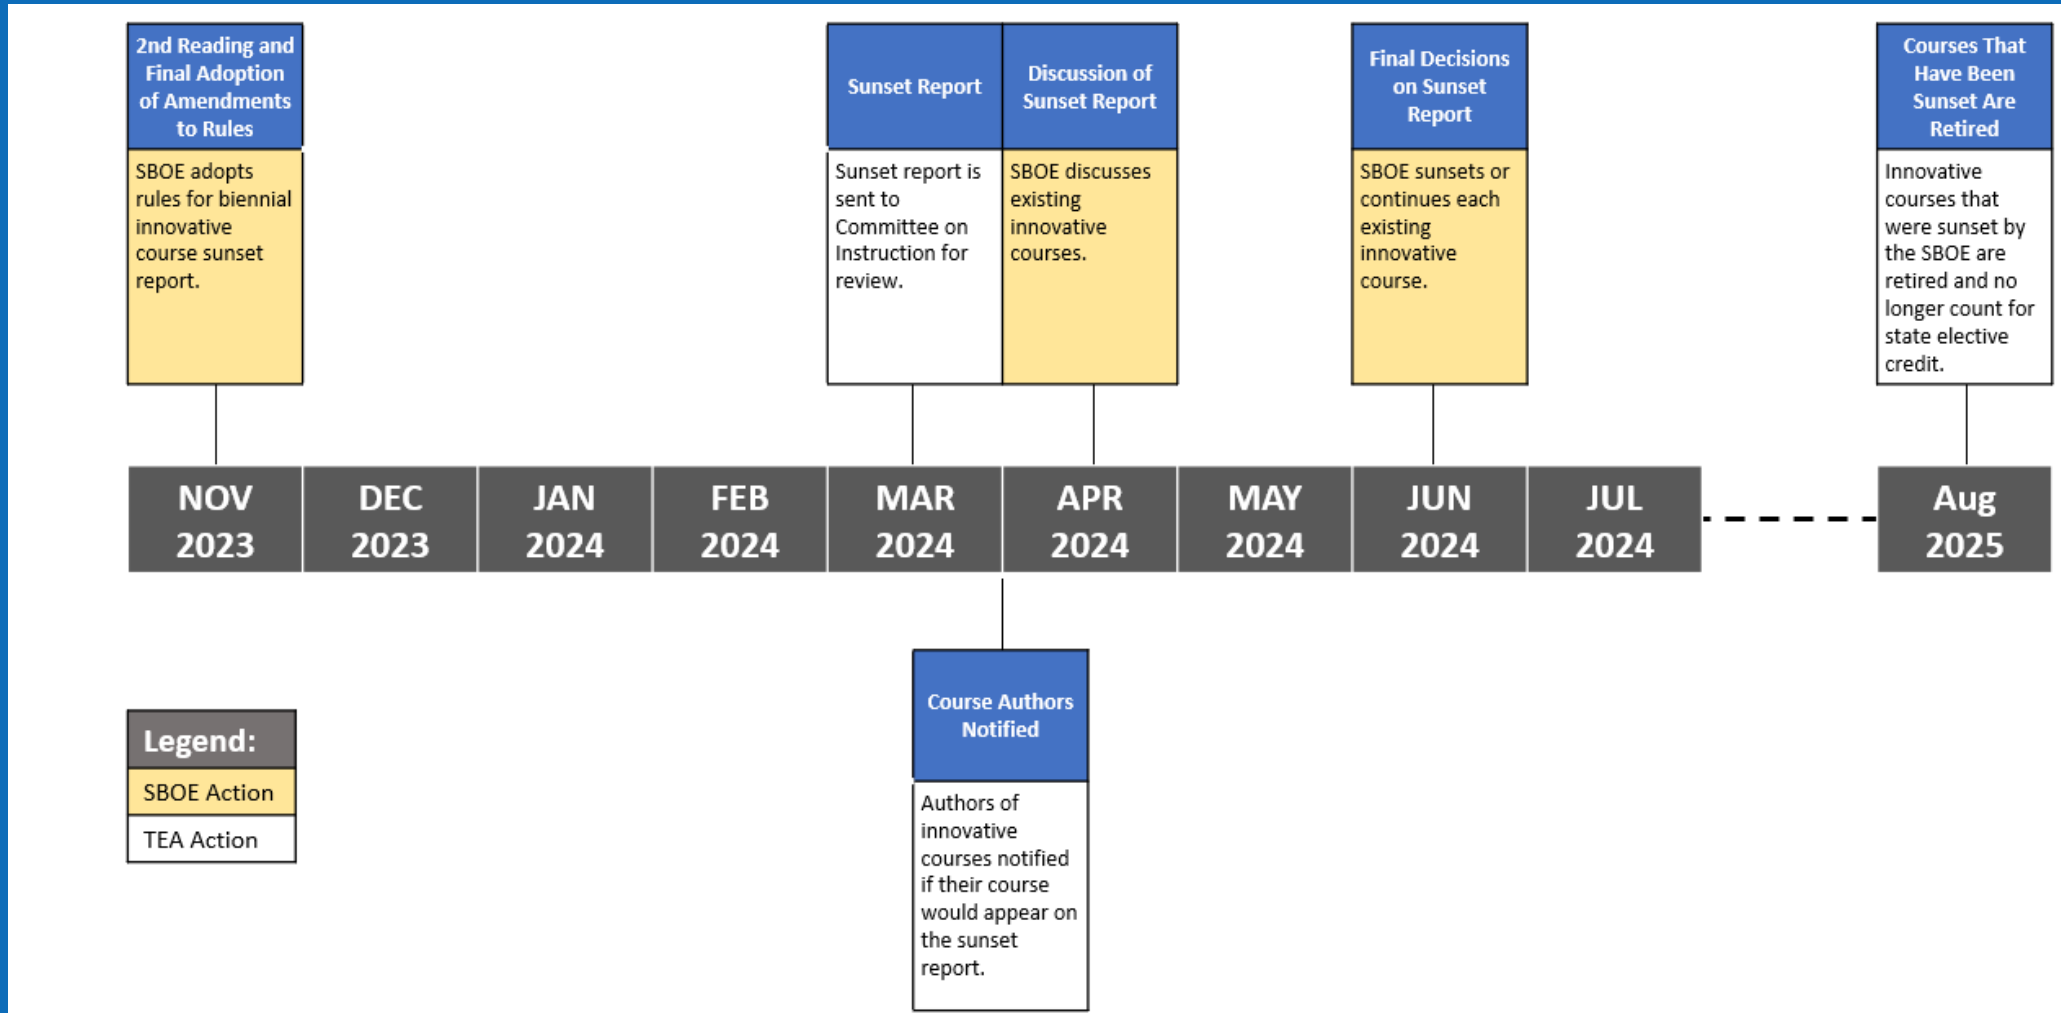 2nd Reading and
Final Adoption
of Amendments
to Rules
SBOE adopts
rules for biennial
innovative
course sunset
report.
Sunset Report
Sunset report is
sent to
Committee on
Instruction for
review.
Discussion of
Sunset Report
SBOE discusses
existing
innovative
courses.
Final Decisions
on Sunset
Report
SBOE sunsets or
continues each
existing
innovative
course.
Courses That
Have Been
Sunset Are
Retired
Innovative
courses that
were sunset by
the SBOE are
retired and no
longer count for
state elective
credit.
NOV
2023
DEC
2023
JAN
2024
FEB
2024
MAR
2024
APR
2024
MAY
2024
JUN
2024
JUL
2024
Aug
2025
Course Authors
Notified
Authors of
innovative
courses notified
if their course
would appear on
the sunset
report.
Legend:
SBOE Action
TEA Action